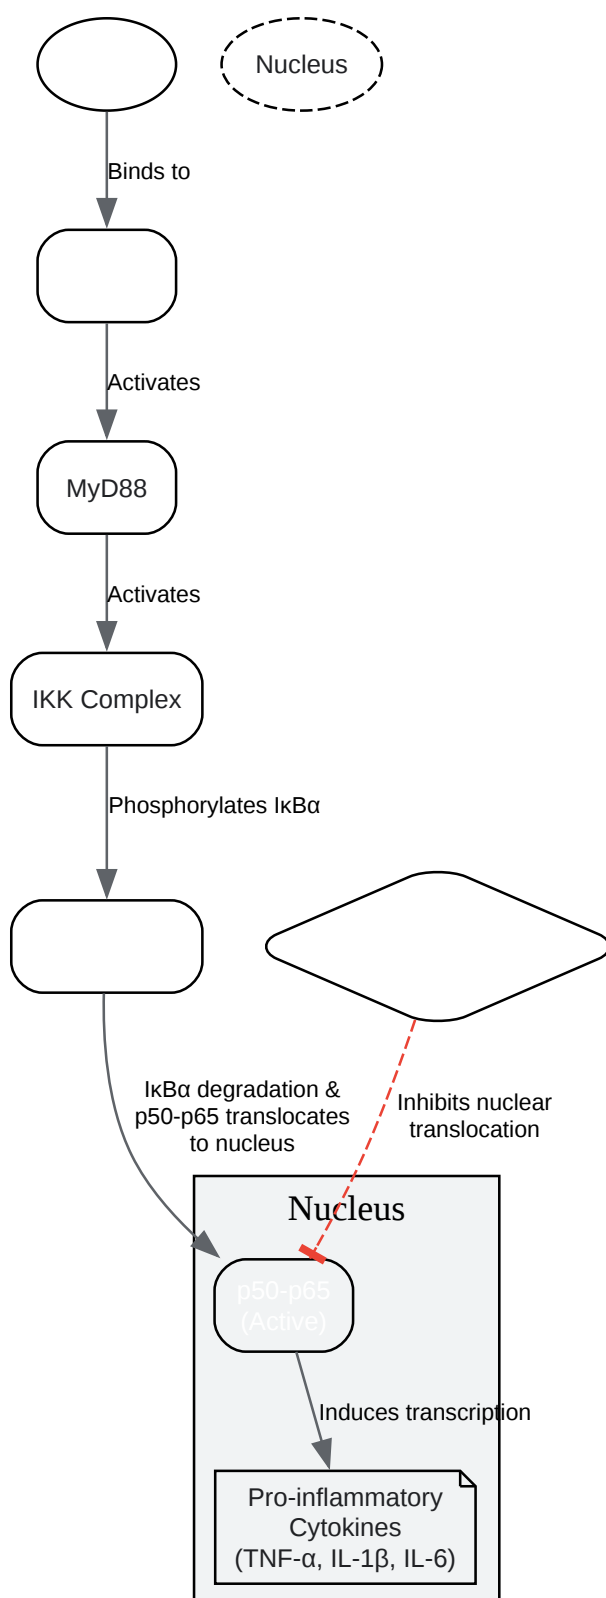 Nucleus
Binds to
Activates
MyD88
Activates
IKK Complex
Phosphorylates IκBα
IκBα degradation &
p50-p65 translocates
to nucleus
Inhibits nuclear
translocation
Nucleus
p50-p65
(Active)
Induces transcription
Pro-inflammatory
Cytokines
(TNF-α, IL-1β, IL-6)